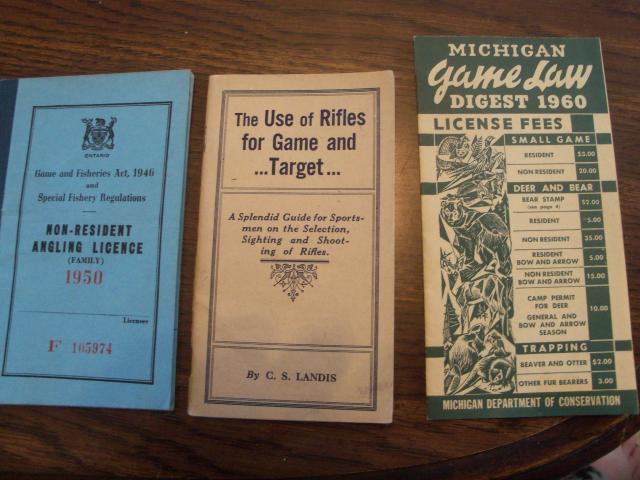 ONTARIO
Game and Fisheries Act, 1946
and
Special Fishery Regulations
NON-RESIDENT
ANGLING LICENCE
(FAMILY)
1950
Licensee
F 105974
The Use of Rifles
for Game and
...Target...
A Splendid Guide for Sports-
men on the Selection,
Sighting and Shoot-
ing of Rifles.
By C. S. LANDIS
MICHIGAN
Game Law
DIGEST 1960
LICENSE FEES
SMALL GAME
RESIDENT $5.00
NON RESIDENT 20.00
DEER AND BEAR
BEAR STAMP $2.00
(see page 4)
RESIDENT 5.00
NON RESIDENT 35.00
RESIDENT 5.00
BOW AND ARROW
NON RESIDENT 15.00
BOW AND ARROW
CAMP PERMIT
FOR DEER
GENERAL AND 10.00
BOW AND ARROW
SEASON
TRAPPING
BEAVER AND OTTER $2.00
OTHER FUR BEARERS 3.00
MICHIGAN DEPARTMENT OF CONSERVATION